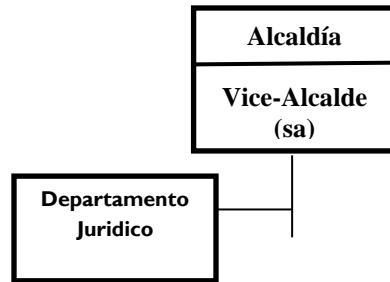 Alcaldía
Vice-Alcalde
(sa)
Departamento
Juridico